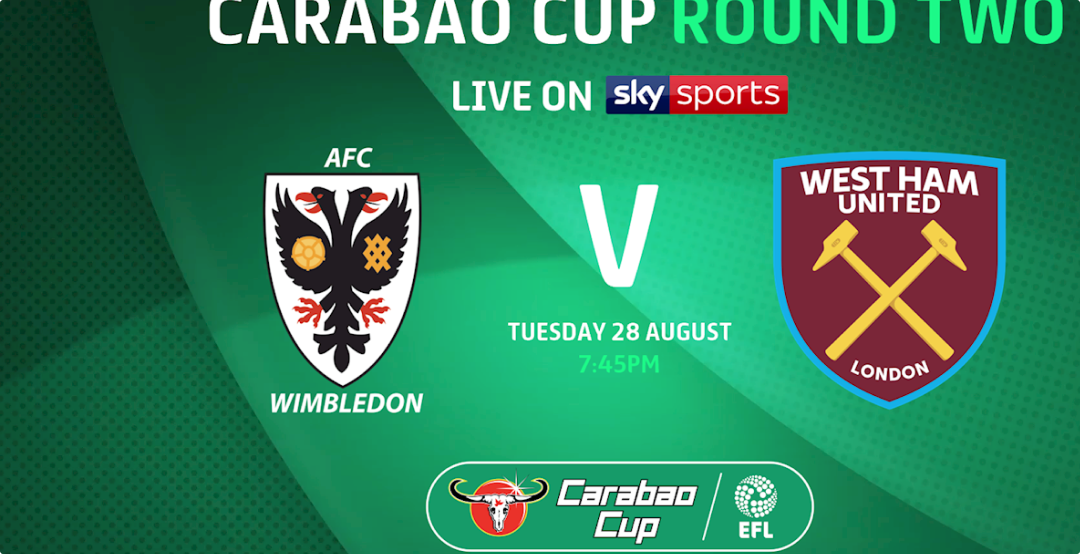 CARABAO CUP ROUND TWO
LIVE ON sky sports
AFC
WIMBLEDON
V
TUESDAY 28 AUGUST
7:45PM
WEST HAM
UNITED
LONDON
Carabao
Cup
EFL